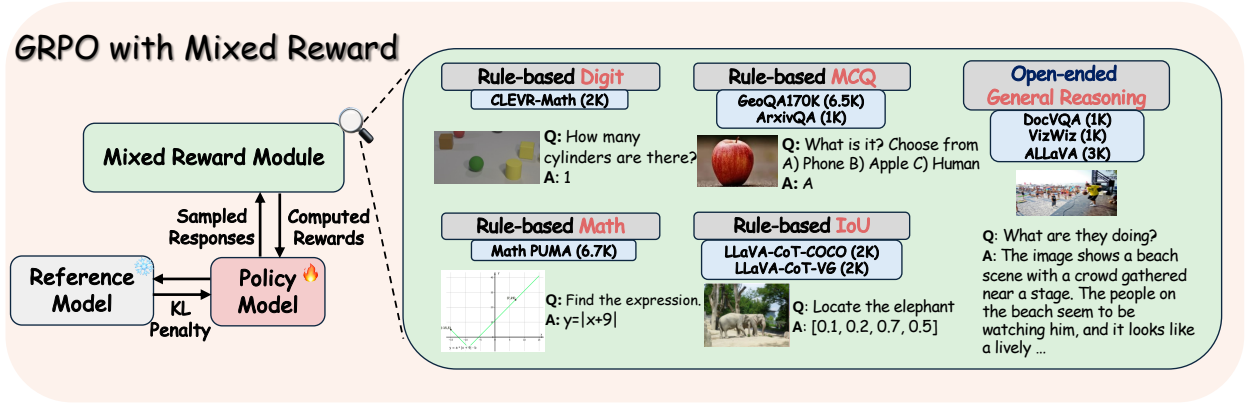 GRPO with Mixed Reward
Mixed Reward Module
Sampled
Responses
Computed
Rewards
Reference
Model
Policy
Model
KL
Penalty
Rule-based Digit
CLEVR-Math (2K)
Q: How many
cylinders are there?
A: 1
Rule-based MCQ
GeoQA170K (6.5K)
ArxivQA (1K)
Q: What is it? Choose from
A) Phone B) Apple C) Human
A: A
Rule-based Math
Math PUMA (6.7K)
Q: Find the expression.
A: y=|x+9|
Rule-based IoU
LLaVA-CoT-COCO (2K)
LLaVA-CoT-VG (2K)
Q: Locate the elephant
A: [0.1, 0.2, 0.7, 0.5]
Open-ended
General Reasoning
DocVQA (1K)
VizWiz (1K)
ALLaVA (3K)
Q: What are they doing?
A: The image shows a beach
scene with a crowd gathered
near a stage. The people on
the beach seem to be
watching him, and it looks like
a lively …